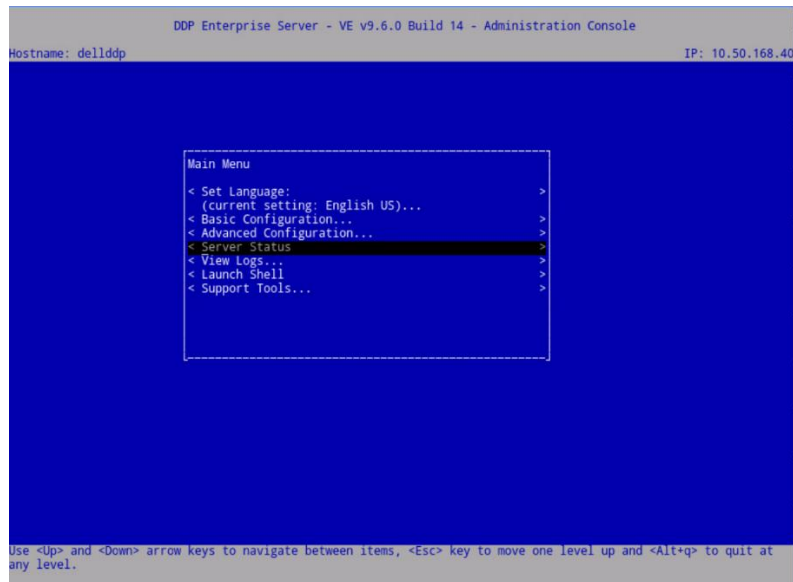 DDP Enterprise Server - VE v9.6.0 Build 14 - Administration Console
Hostname: dellddp IP: 10.50.168.40
Main Menu
< Set Language: >
(current setting: English US)...
< Basic Configuration... >
< Advanced Configuration... >
< Server Status >
< View Logs... >
< Launch Shell >
< Support Tools... >
Use <Up> and <Down> arrow keys to navigate between items, <Esc> key to move one level up and <Alt+q> to quit at
any level.